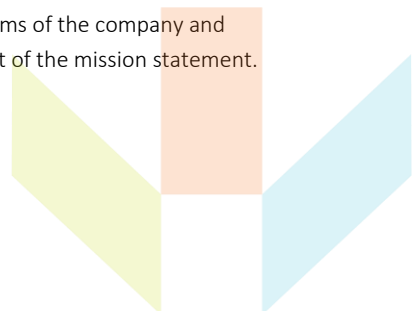 ms of the company and
t of the mission statement.